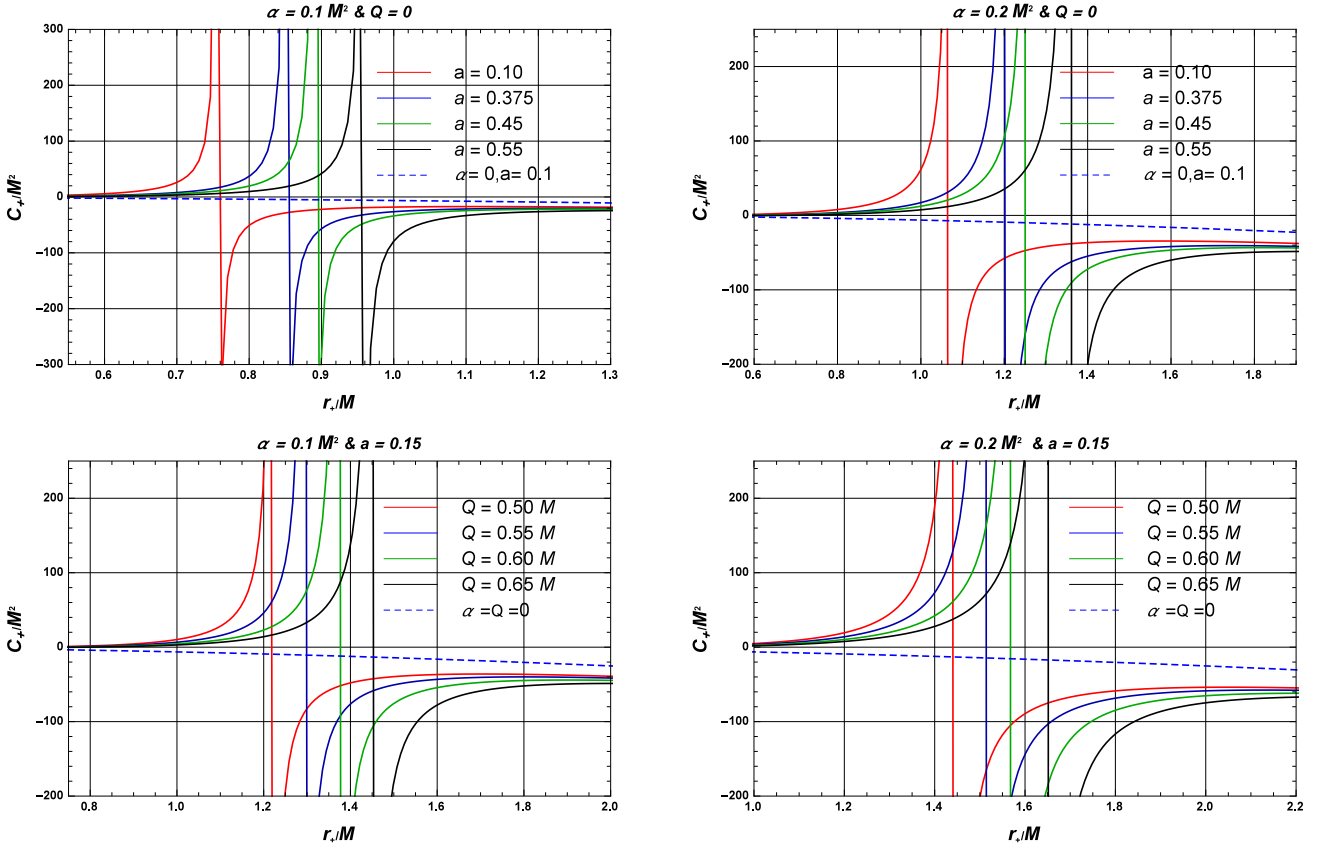 α = 0.1 M² & Q = 0
300
200
100
0
−100
−200
−300
C₊/M²
a = 0.10
a = 0.375
a = 0.45
a = 0.55
α = 0,a= 0.1
0.6 0.7 0.8 0.9 1.0 1.1 1.2 1.3
r₊/M
α = 0.2 M² & Q = 0
200
100
0
−100
−200
C₊/M²
a = 0.10
a = 0.375
a = 0.45
a = 0.55
α = 0,a= 0.1
0.6 0.8 1.0 1.2 1.4 1.6 1.8
r₊/M
α = 0.1 M² & a = 0.15
200
100
0
−100
−200
C₊/M²
Q = 0.50 M
Q = 0.55 M
Q = 0.60 M
Q = 0.65 M
α =Q =0
0.8 1.0 1.2 1.4 1.6 1.8 2.0
r₊/M
α = 0.2 M² & a = 0.15
200
100
0
−100
−200
C₊/M²
Q = 0.50 M
Q = 0.55 M
Q = 0.60 M
Q = 0.65 M
α =Q =0
1.0 1.2 1.4 1.6 1.8 2.0 2.2
r₊/M